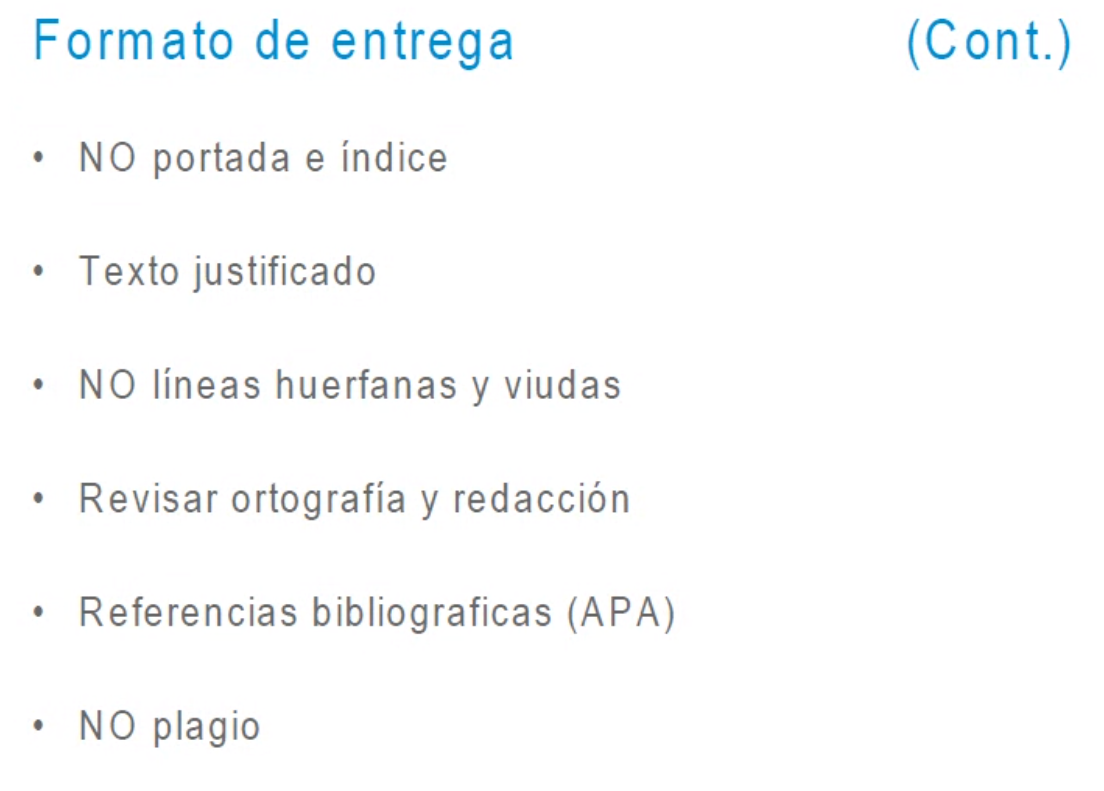 Formato de entrega (Cont.)
• NO portada e índice
• Texto justificado
• NO líneas huerfanas y viudas
• Revisar ortografía y redacción
• Referencias bibliograficas (APA)
• NO plagio